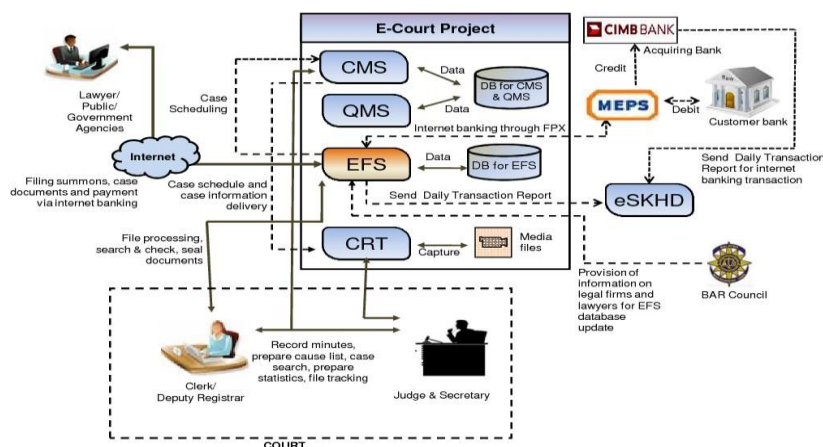 E-Court Project
CMS
QMS
EFS
CRT
Data
Data
DB for CMS
& QMS
Internet banking through FPX
Data
DB for EFS
Send Daily Transaction Report
Capture
Media
files
Lawyer/
Public/
Government
Agencies
Internet
Case
Scheduling
Filing summons, case
documents and payment
via internet banking
Case schedule and
case information
delivery
File processing,
search & check, seal
documents
CIMB BANK
Acquiring Bank
Credit
MEPS
Debit
Customer bank
Send Daily Transaction
Report for internet
banking transaction
eSKHD
Provision of
information on
legal firms and
lawyers for EFS
database
update
BAR Council
Record minutes,
prepare cause list, case
search, prepare
statistics, file tracking
Clerk/
Deputy Registrar
Judge & Secretary
COURT